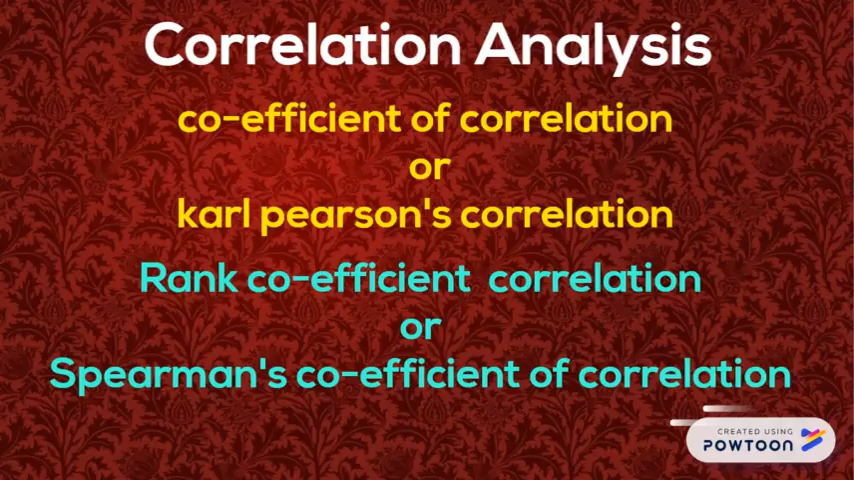 Correlation Analysis
co-efficient of correlation
or
karl pearson's correlation
Rank co-efficient correlation
or
Spearman's co-efficient of correlation
CREATED USING
POWTOON